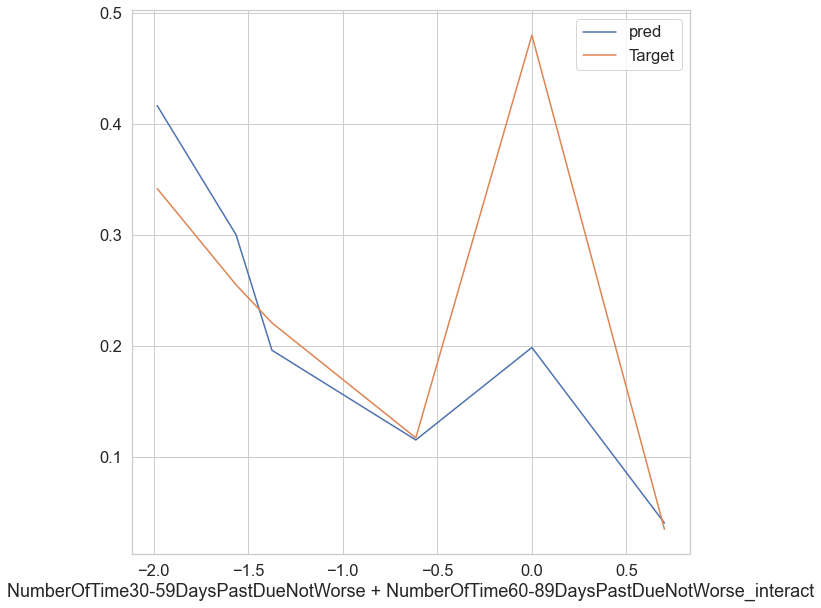 0.5
0.4
0.3
0.2
0.1
pred
Target
−2.0 −1.5 −1.0 −0.5 0.0 0.5
NumberOfTime30-59DaysPastDueNotWorse + NumberOfTime60-89DaysPastDueNotWorse_interact